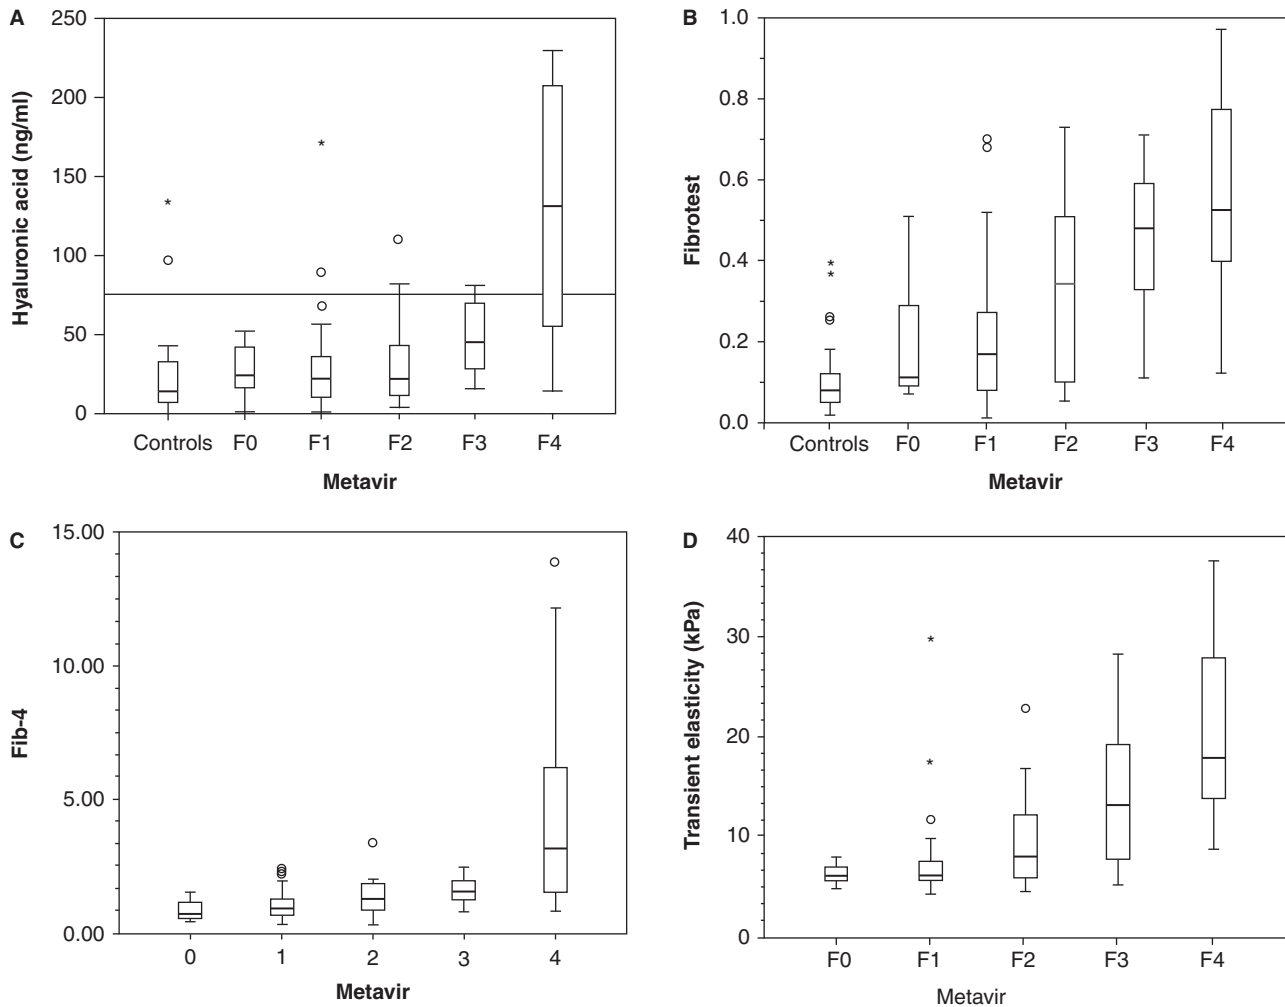 A
Hyaluronic acid (ng/ml)
250
200
150
100
50
0
Controls F0 F1 F2 F3 F4
Metavir
B
Fibrotest
1.0
0.8
0.6
0.4
0.2
0.0
Controls F0 F1 F2 F3 F4
Metavir
C
Fib-4
15.00
10.00
5.00
0.00
0 1 2 3 4
Metavir
D
Transient elasticity (kPa)
40
30
20
10
0
F0 F1 F2 F3 F4
Metavir